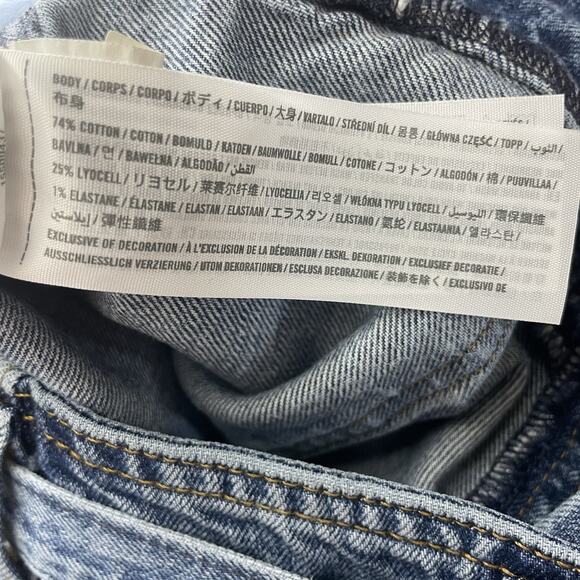 BODY / CORPS / CORPO / ボディ / CUERPO / 大身 / VARTALO / STŘEDNÍ DÍL / 몸통 / GŁÓWNA CZĘŚĆ / TOPP / الثوب /
布身
74% COTTON / COTON / BOMULD / KATOEN / BAUMWOLLE / BOMULL / COTONE / コットン / ALGODÓN / 棉 / PUUVILLAA /
BAVLNA / 면 / BAWEŁNA / ALGODÃO / القطن /
25% LYOCELL / リヨセル / 莱赛尔纤维 / LYOCELLIA / 리오셀 / WŁÓKNA TYPU LYOCELL / الليوسيل / 環保纖維
1% ELASTANE / ÉLASTANE / ELASTAN / ELASTAAN / エラスタン / ELASTANO / 氨纶 / ELASTAANIA / 엘라스탄 /
إيلاستين / 彈性纖維
EXCLUSIVE OF DECORATION / À L'EXCLUSION DE LA DÉCORATION / EKSKL. DEKORATION / EXCLUSIEF DECORATIE /
AUSSCHLIESSLICH VERZIERUNG / UTOM DEKORATIONEN / ESCLUSA DECORAZIONE / 装飾を除く / EXCLUSIVO DE